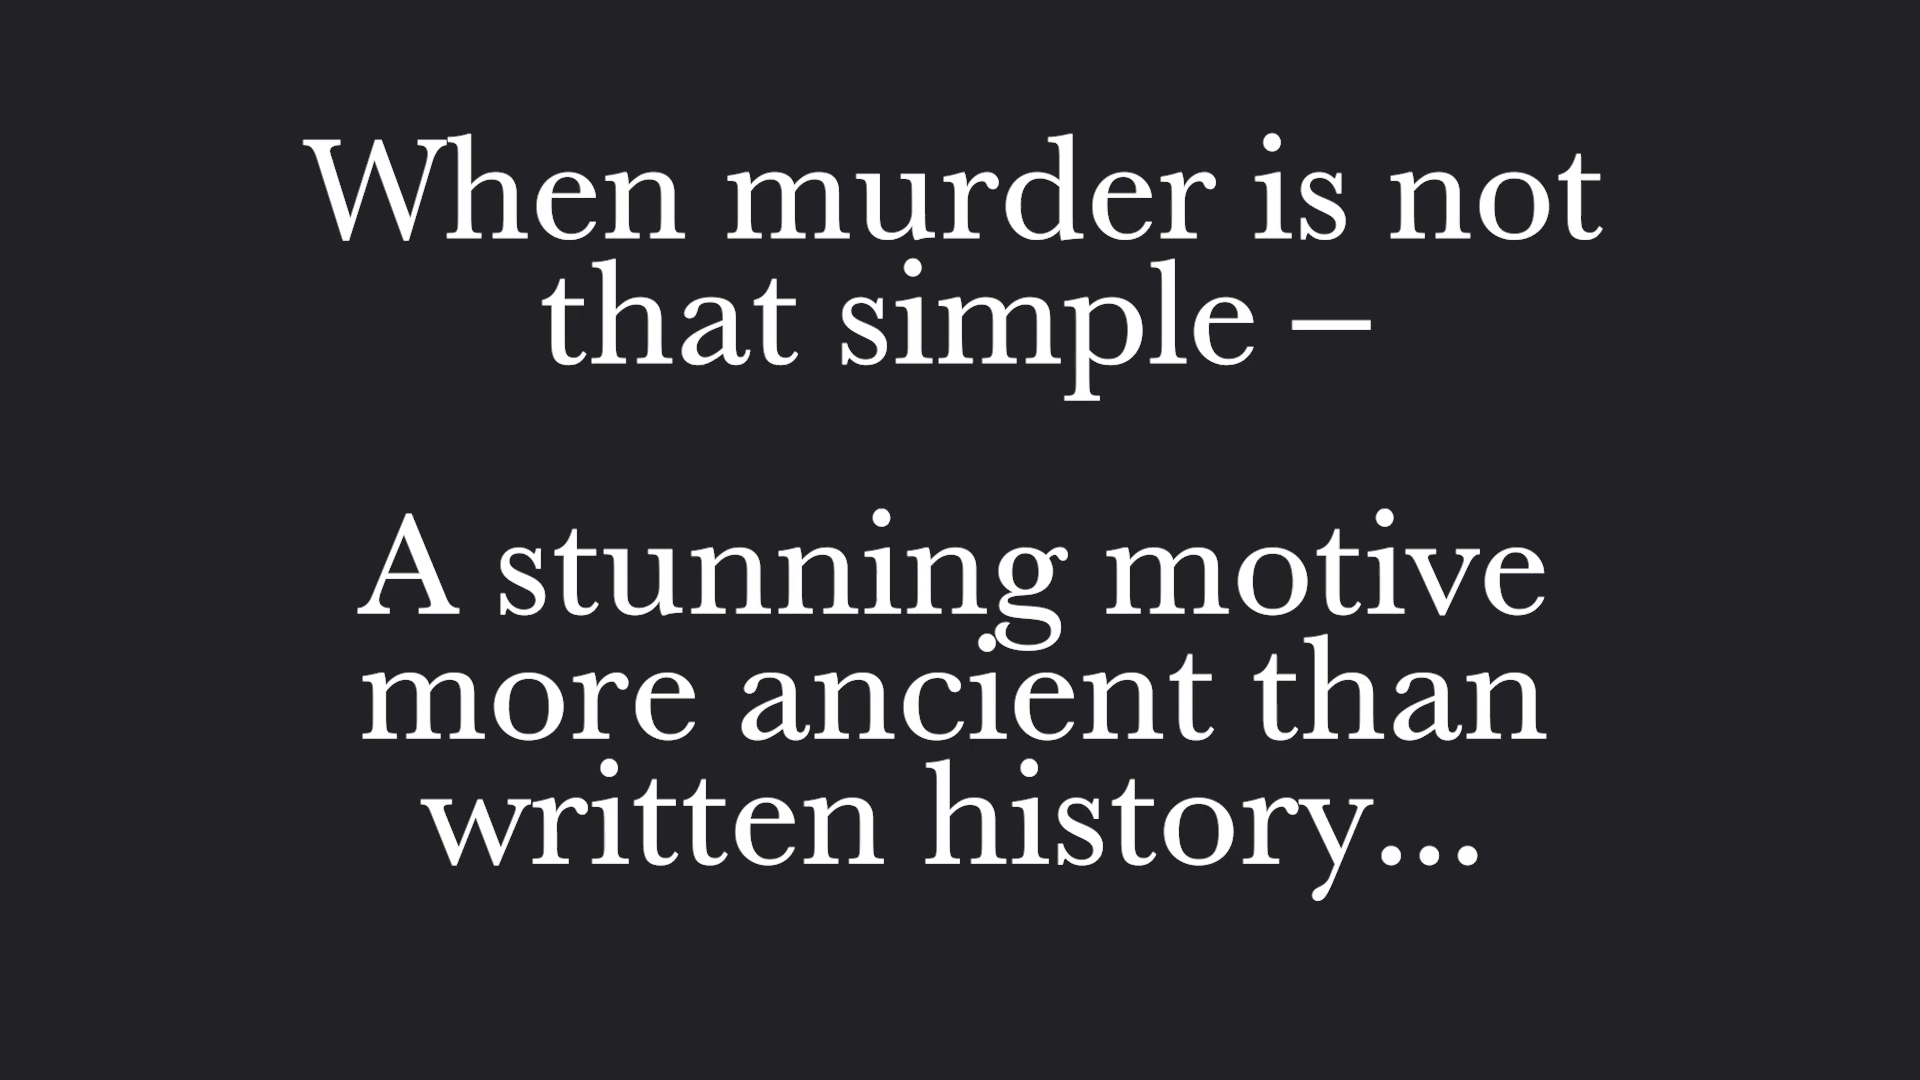 When murder is not
that simple –
A stunning motive
more ancient than
written history...